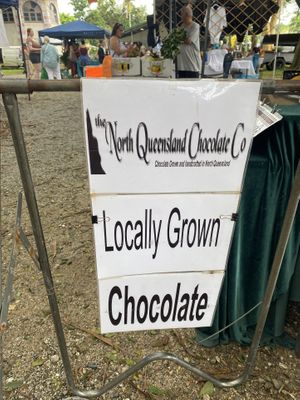 the North Queensland Chocolate Co
Chocolate Grown and handcrafted in North Queensland
Locally Grown
Chocolate